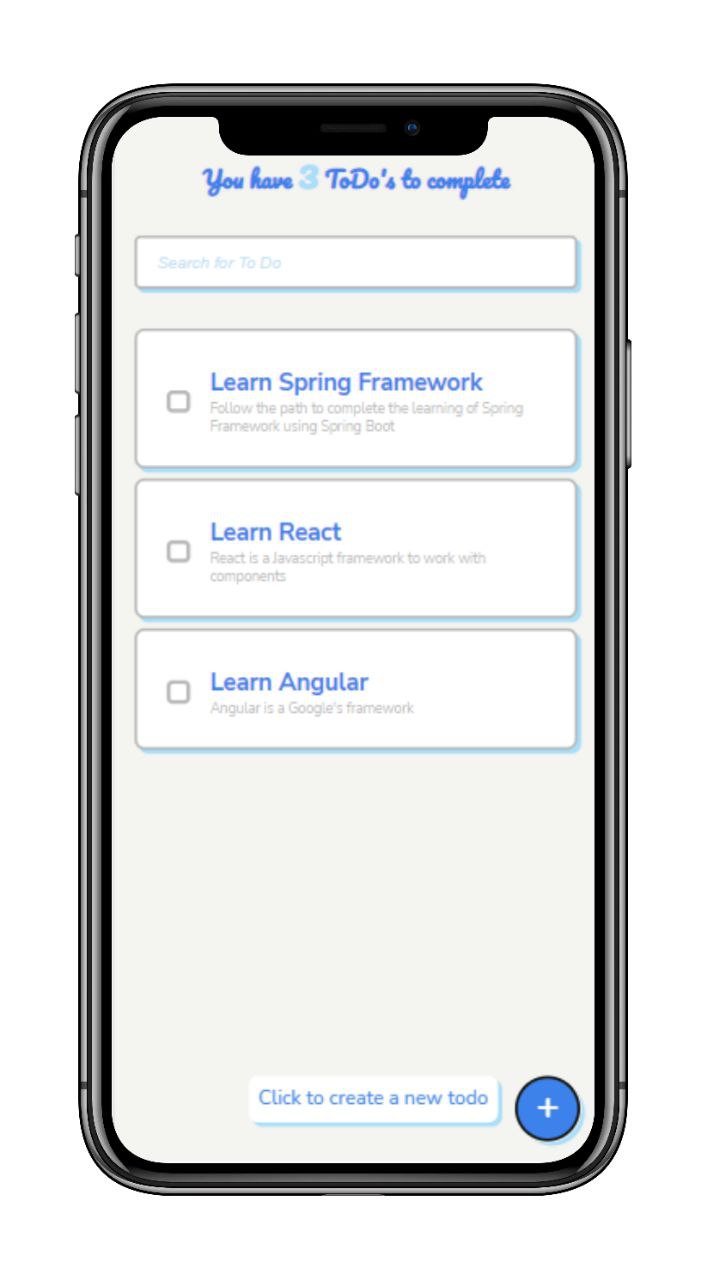 You have 3 ToDo's to complete
Search for To Do
Learn Spring Framework
Follow the path to complete the learning of Spring
Framework using Spring Boot
Learn React
React is a Javascript framework to work with
components
Learn Angular
Angular is a Google's framework
Click to create a new todo
+